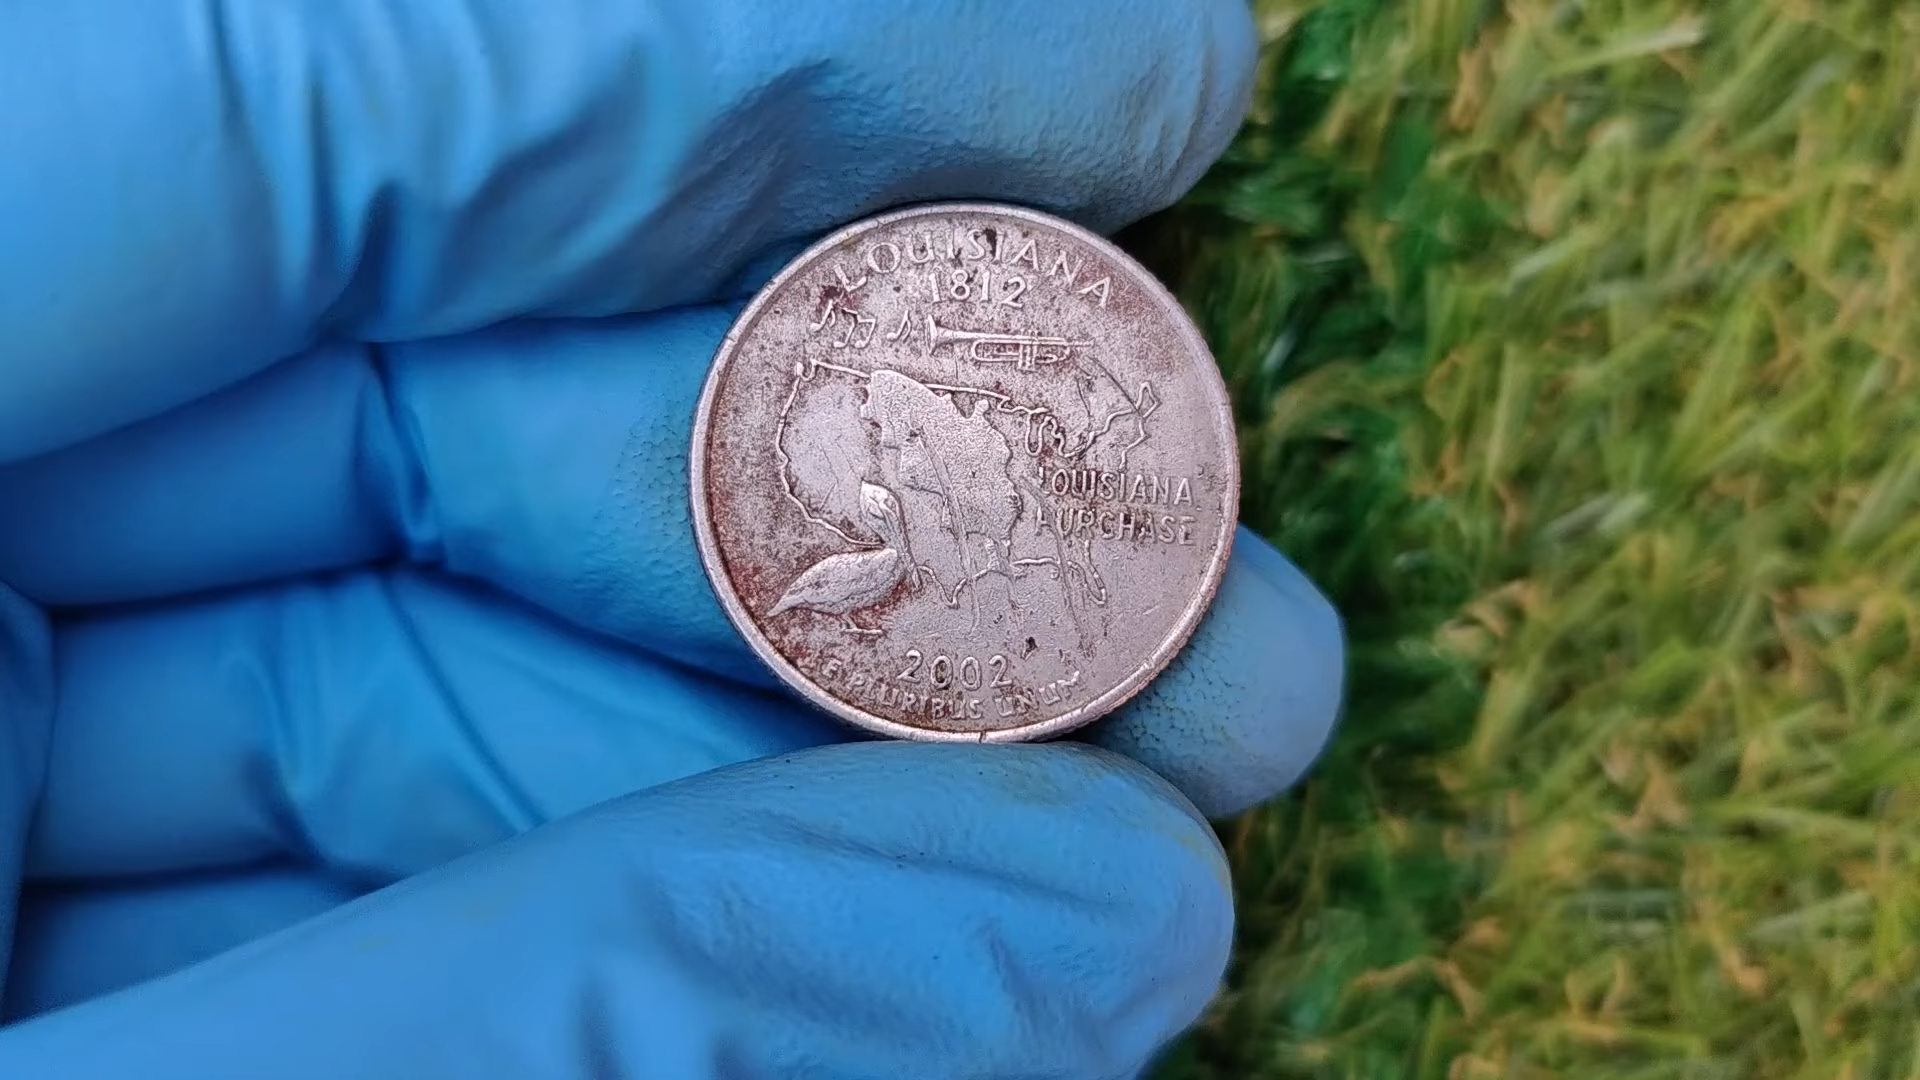 LOUISIANA
1812
LOUISIANA
PURCHASE
2002
E PLURIBUS UNUM